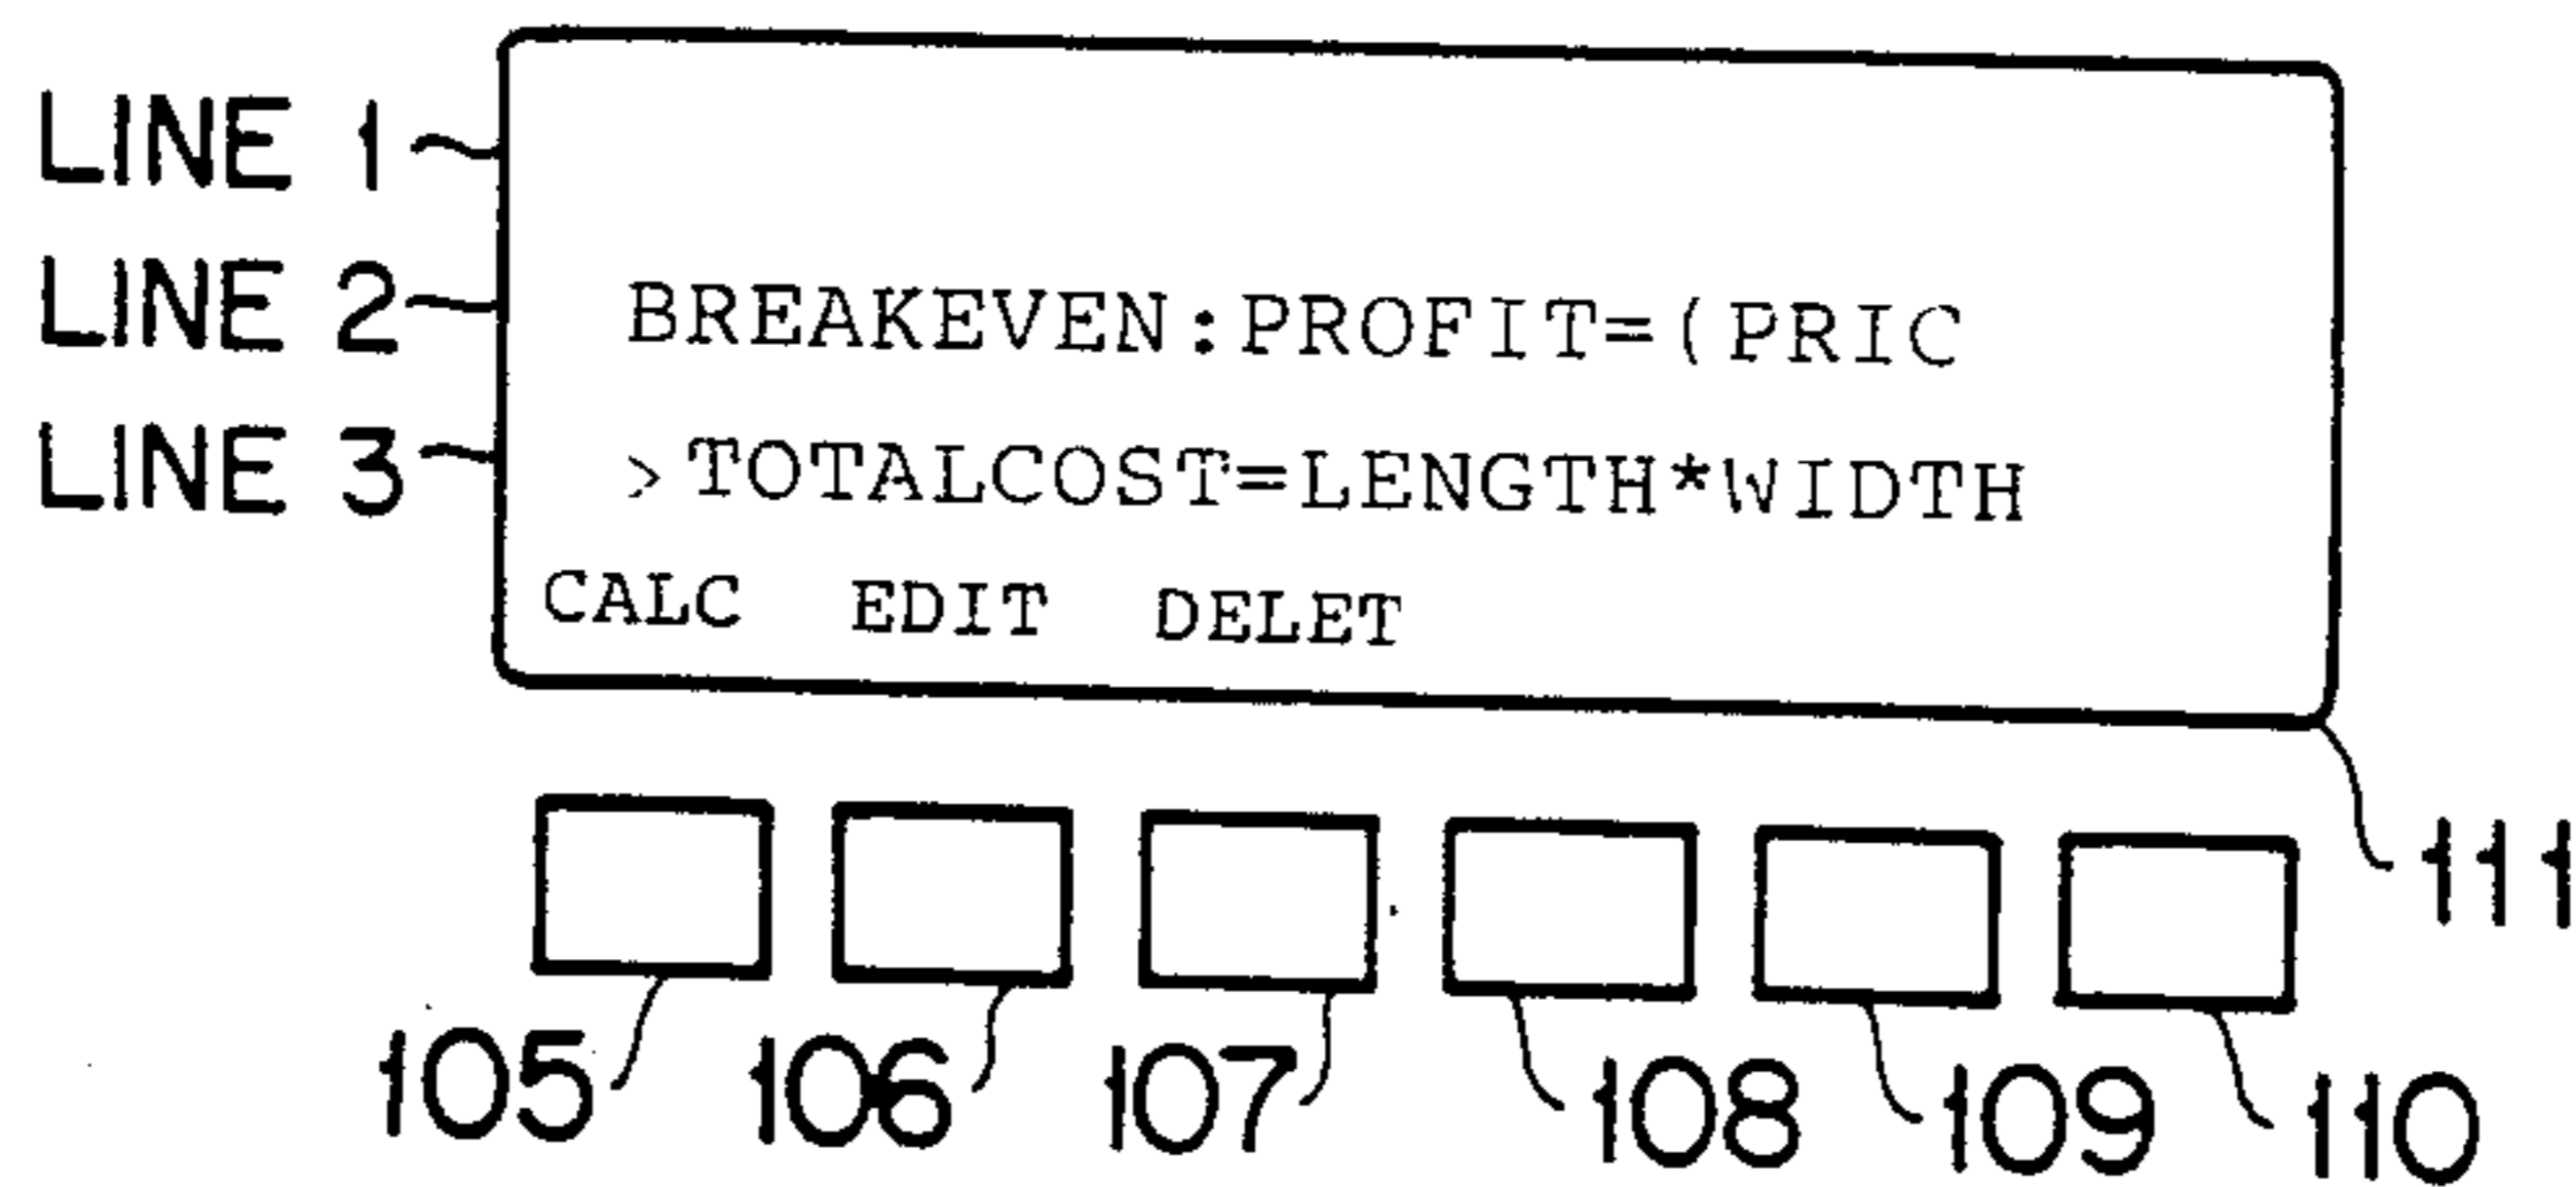 LINE 1
LINE 2 BREAKEVEN:PROFIT=(PRIC
LINE 3 >TOTALCOST=LENGTH*WIDTH
CALC EDIT DELET
111
105 106 107 108 109 110